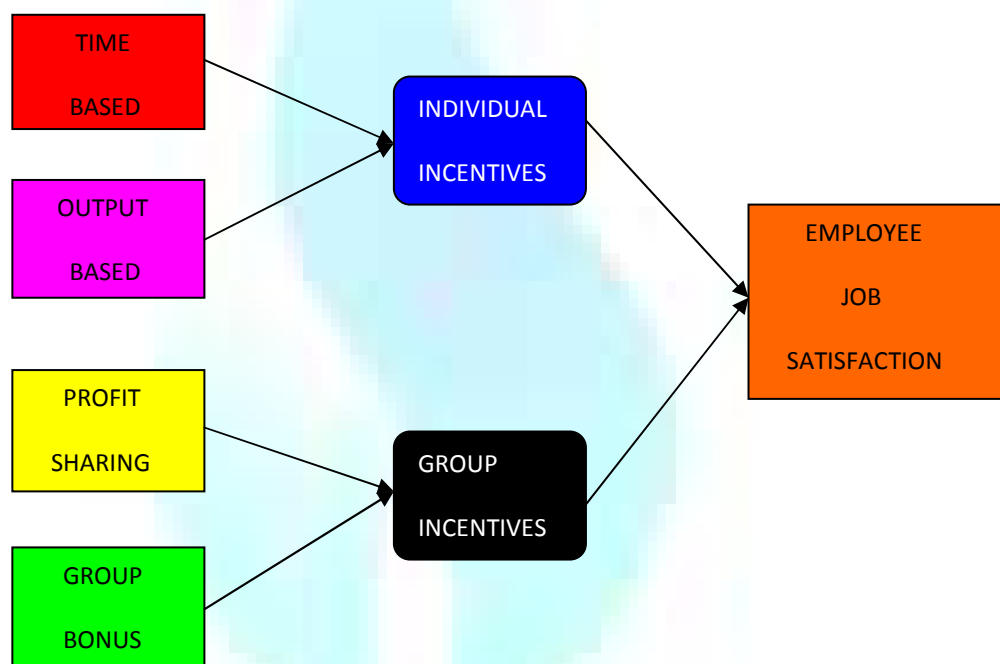 TIME
BASED
OUTPUT
BASED
PROFIT
SHARING
GROUP
BONUS
INDIVIDUAL
INCENTIVES
GROUP
INCENTIVES
EMPLOYEE
JOB
SATISFACTION